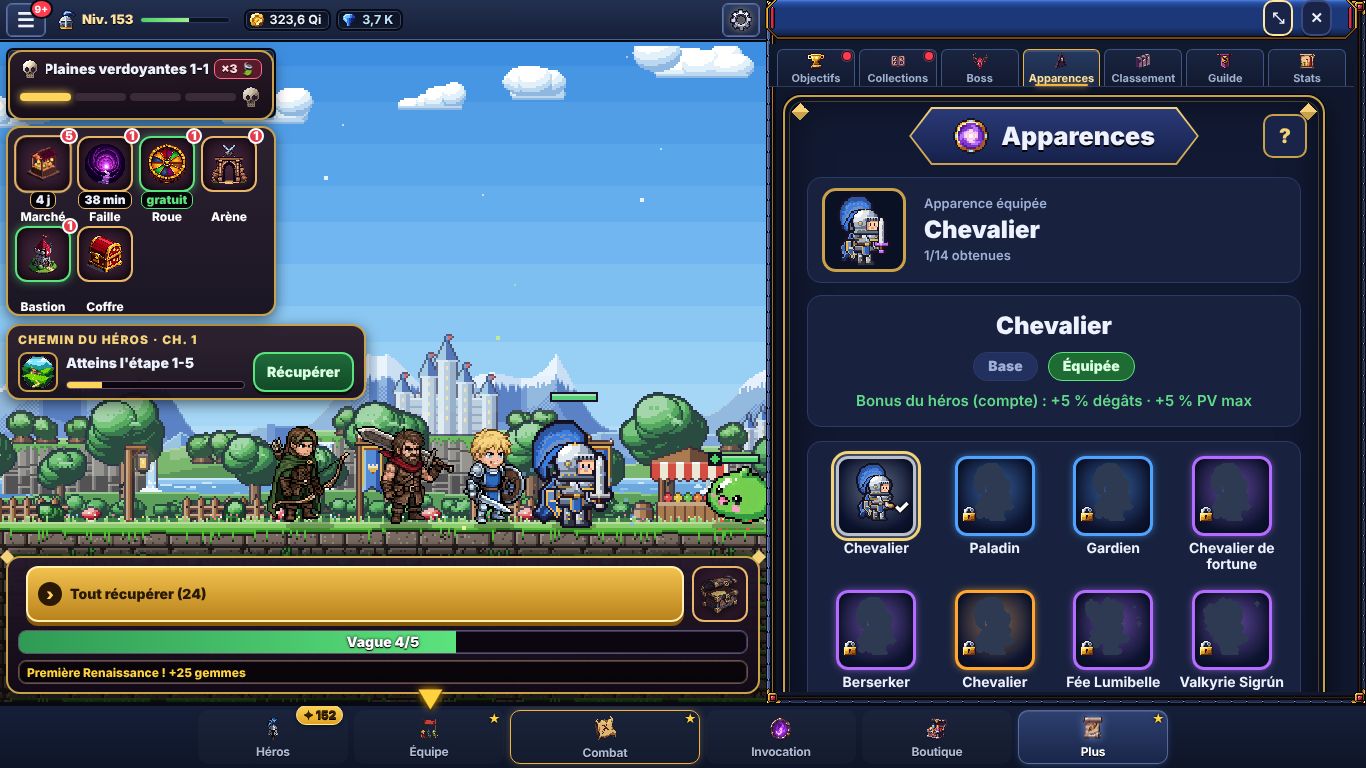 9+
Niv. 153
323,6 Qi
3,7 K
Plaines verdoyantes 1-1
×3
5
1
1
1
4 j
38 min
gratuit
Marché
Faille
Roue
Arène
1
Bastion
Coffre
CHEMIN DU HÉROS · CH. 1
Atteins l'étape 1-5
Récupérer
Tout récupérer (24)
Vague 4/5
Première Renaissance ! +25 gemmes
Objectifs
Collections
Boss
Apparences
Classement
Guilde
Stats
Apparences
?
Apparence équipée
Chevalier
1/14 obtenues
Chevalier
Base
Équipée
Bonus du héros (compte) : +5 % dégâts · +5 % PV max
Chevalier
Paladin
Gardien
Chevalier de
fortune
Berserker
Chevalier
Fée Lumibelle
Valkyrie Sigrún
152
Héros
Équipe
Combat
Invocation
Boutique
Plus